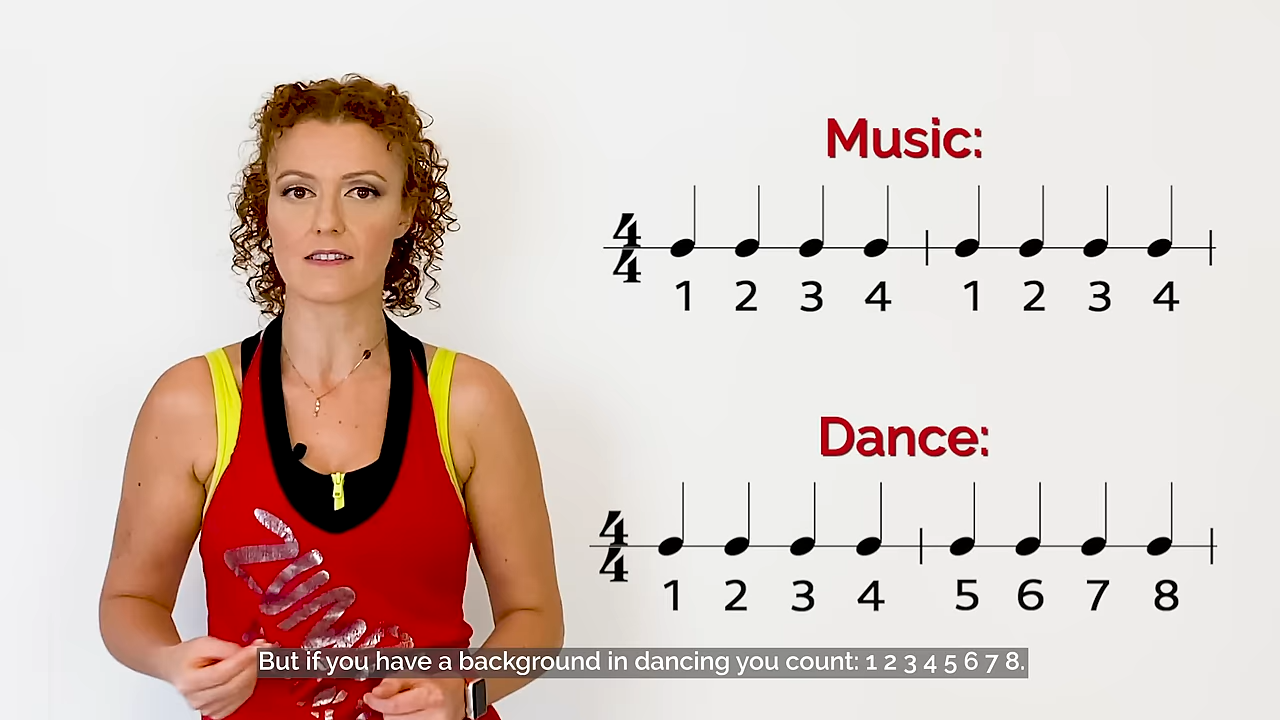 Music:
4
4
1 2 3 4 1 2 3 4
Dance:
4
4
1 2 3 4 5 6 7 8
But if you have a background in dancing you count: 1 2 3 4 5 6 7 8.